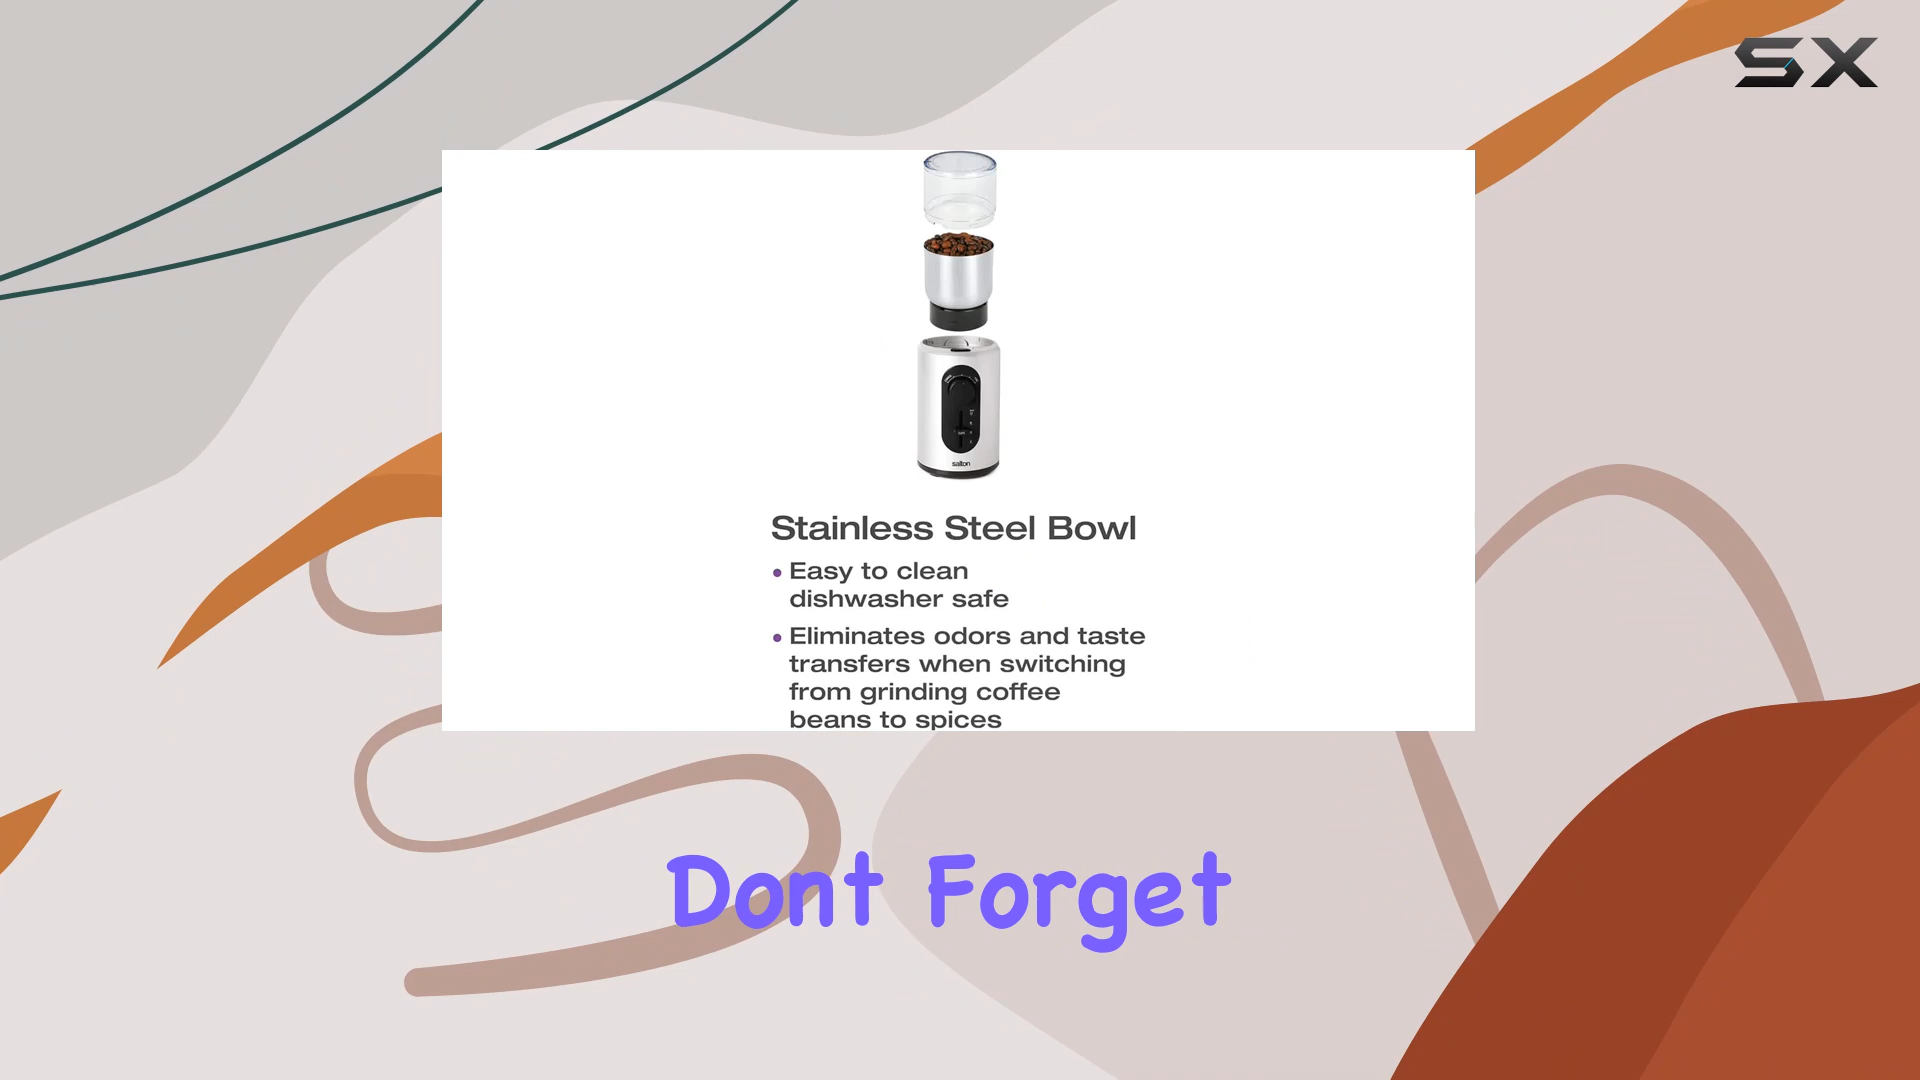 SX
salton
Stainless Steel Bowl
• Easy to clean
dishwasher safe
• Eliminates odors and taste
transfers when switching
from grinding coffee
beans to spices
Dont Forget